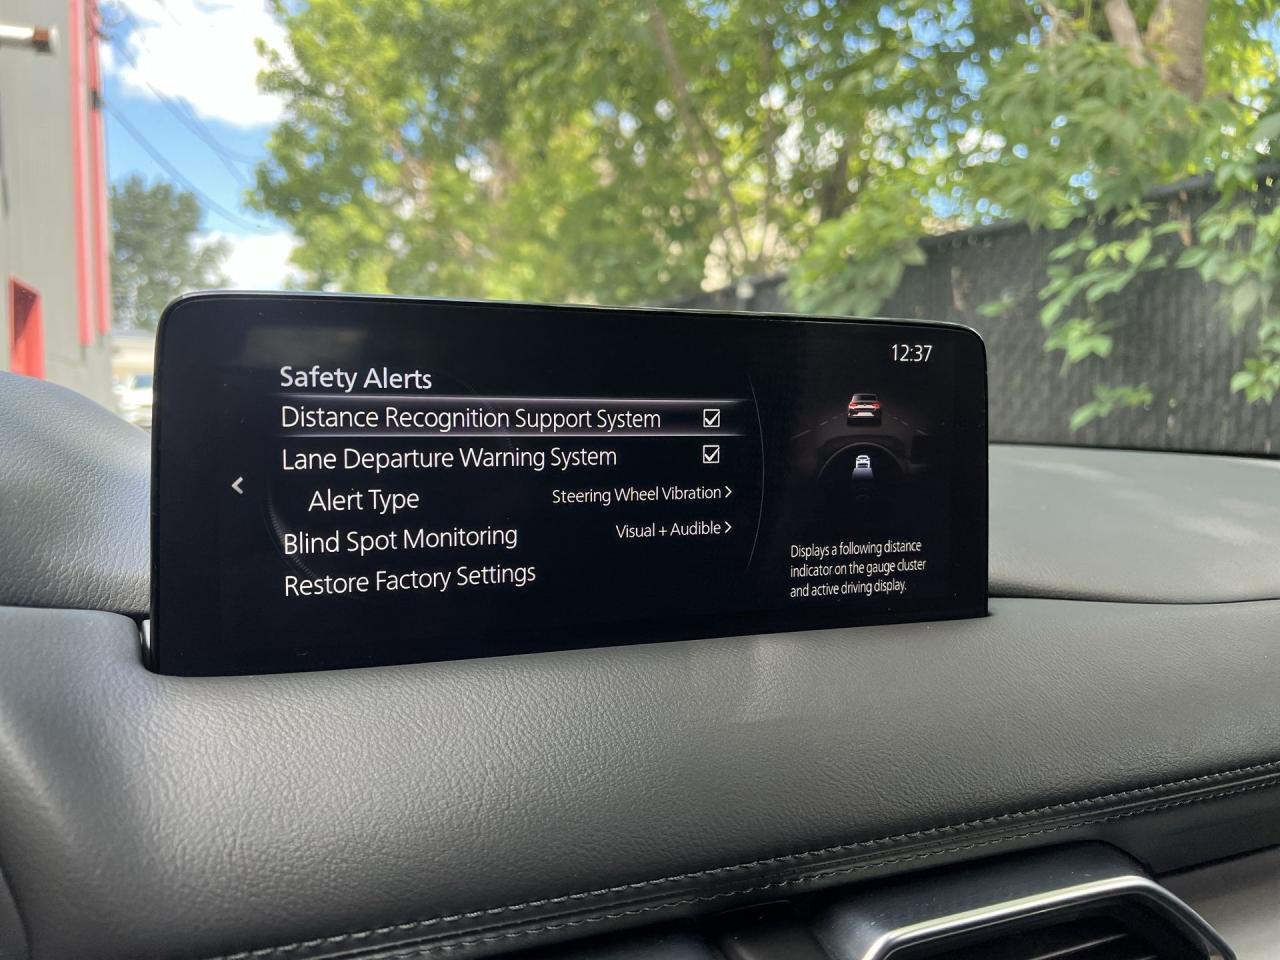 12:37
Safety Alerts
Distance Recognition Support System
Lane Departure Warning System
Alert Type Steering Wheel Vibration >
Blind Spot Monitoring Visual + Audible >
Restore Factory Settings
Displays a following distance
indicator on the gauge cluster
and active driving display.